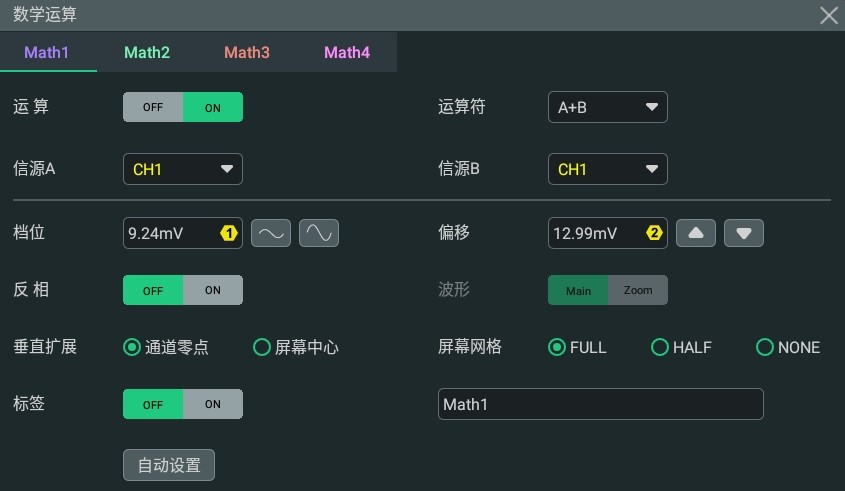 数学运算
Math1 Math2 Math3 Math4
运算 OFF ON 运算符 A+B
信源A CH1 信源B CH1
档位 9.24mV 1 偏移 12.99mV 2
反相 OFF ON 波形 Main Zoom
垂直扩展 通道零点 屏幕中心 屏幕网格 FULL HALF NONE
标签 OFF ON Math1
自动设置